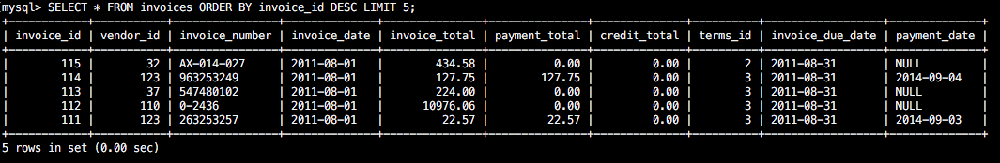 mysql> SELECT * FROM invoices ORDER BY invoice_id DESC LIMIT 5;
+------------+-----------+----------------+--------------+---------------+---------------+--------------+----------+------------------+--------------+
| invoice_id | vendor_id | invoice_number | invoice_date | invoice_total | payment_total | credit_total | terms_id | invoice_due_date | payment_date |
+------------+-----------+----------------+--------------+---------------+---------------+--------------+----------+------------------+--------------+
| 115 | 32 | AX-014-027 | 2011-08-01 | 434.58 | 0.00 | 0.00 | 2 | 2011-08-31 | NULL |
| 114 | 123 | 963253249 | 2011-08-01 | 127.75 | 127.75 | 0.00 | 3 | 2011-08-31 | 2014-09-04 |
| 113 | 37 | 547480102 | 2011-08-01 | 224.00 | 0.00 | 0.00 | 3 | 2011-08-31 | NULL |
| 112 | 110 | 0-2436 | 2011-08-01 | 10976.06 | 0.00 | 0.00 | 3 | 2011-08-31 | NULL |
| 111 | 123 | 263253257 | 2011-08-01 | 22.57 | 22.57 | 0.00 | 3 | 2011-08-31 | 2014-09-03 |
+------------+-----------+----------------+--------------+---------------+---------------+--------------+----------+------------------+--------------+
5 rows in set (0.00 sec)